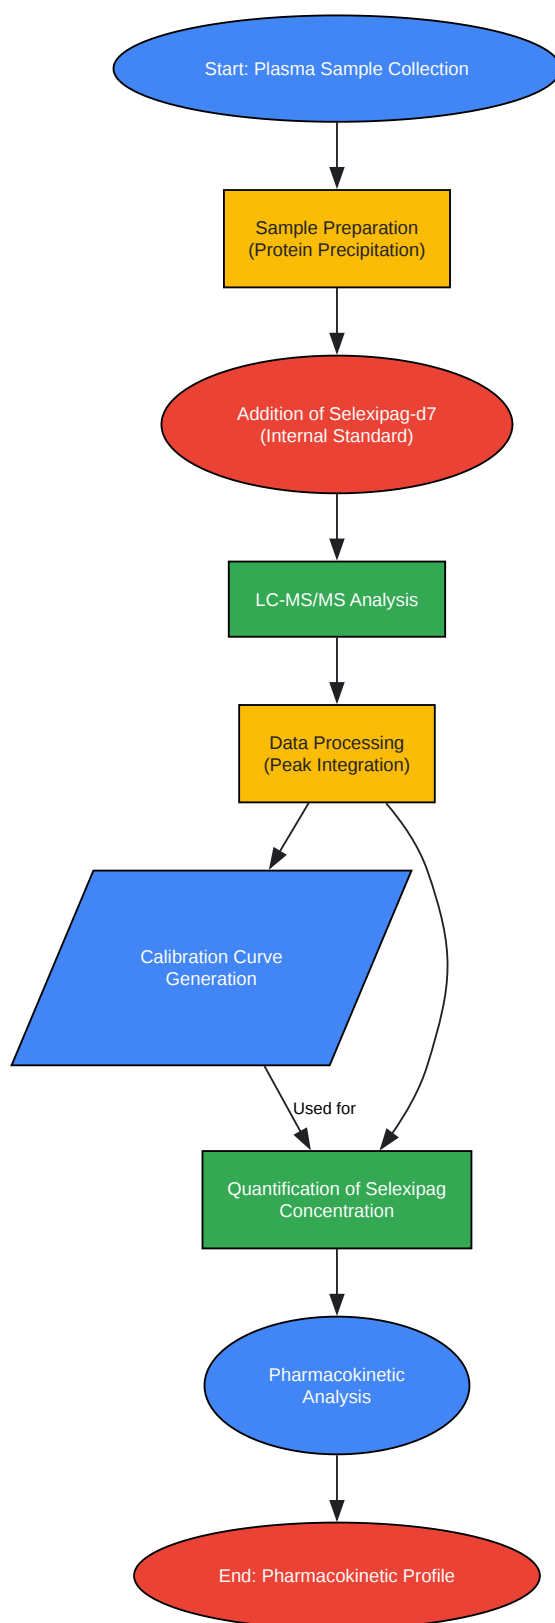 Start: Plasma Sample Collection
Sample Preparation
(Protein Precipitation)
Addition of Selexipag-d7
(Internal Standard)
LC-MS/MS Analysis
Data Processing
(Peak Integration)
Calibration Curve
Generation
Used for
Quantification of Selexipag
Concentration
Pharmacokinetic
Analysis
End: Pharmacokinetic Profile